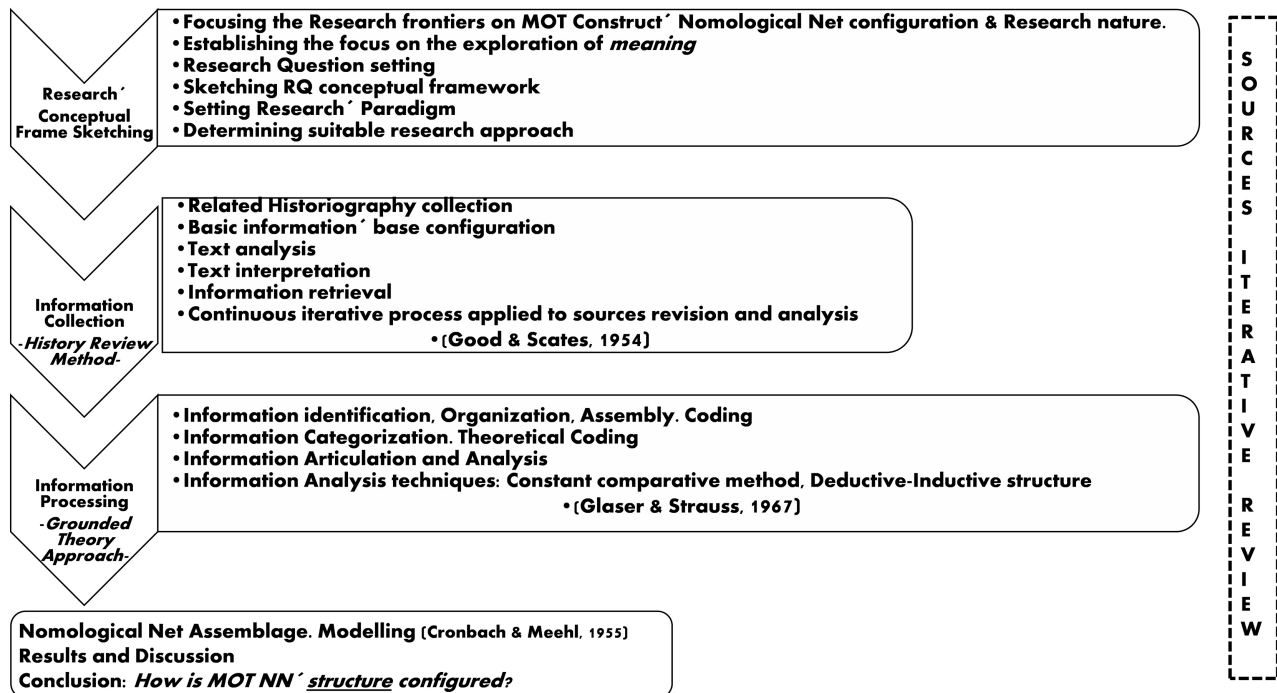 Research´
Conceptual
Frame Sketching
•Focusing the Research frontiers on MOT Construct´ Nomological Net configuration & Research nature.
•Establishing the focus on the exploration of meaning
•Research Question setting
•Sketching RQ conceptual framework
•Setting Research´ Paradigm
•Determining suitable research approach
Information
Collection
-History Review
Method-
•Related Historiography collection
•Basic information´ base configuration
•Text analysis
•Text interpretation
•Information retrieval
•Continuous iterative process applied to sources revision and analysis
•(Good & Scates, 1954)
Information
Processing
-Grounded
Theory
Approach-
•Information identification, Organization, Assembly. Coding
•Information Categorization. Theoretical Coding
•Information Articulation and Analysis
•Information Analysis techniques: Constant comparative method, Deductive-Inductive structure
•(Glaser & Strauss, 1967)
Nomological Net Assemblage. Modelling (Cronbach & Meehl, 1955)
Results and Discussion
Conclusion: How is MOT NN´ structure configured?
SOURCES ITERATIVE REVIEW